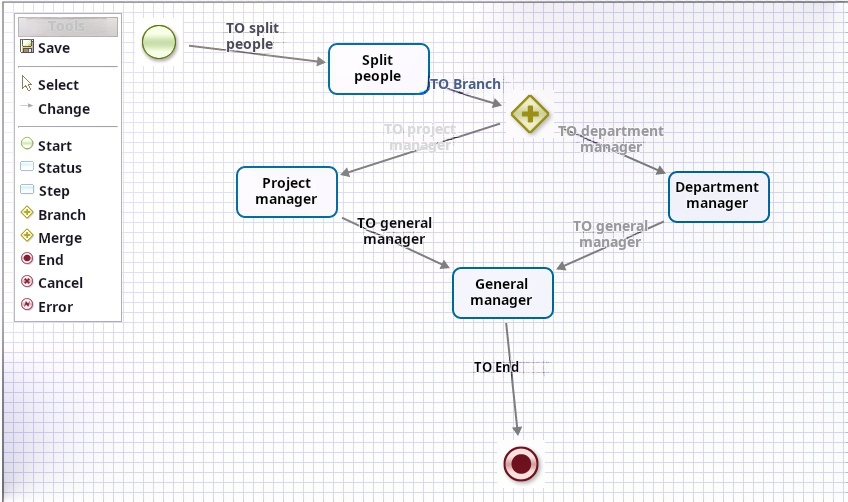 Tools
Save
Select
Change
Start
Status
Step
Branch
Merge
End
Cancel
Error
TO split
people
Split
people
TO Branch
TO project
manager
TO department
manager
Project
manager
Department
manager
TO general
manager
TO general
manager
General
manager
TO End